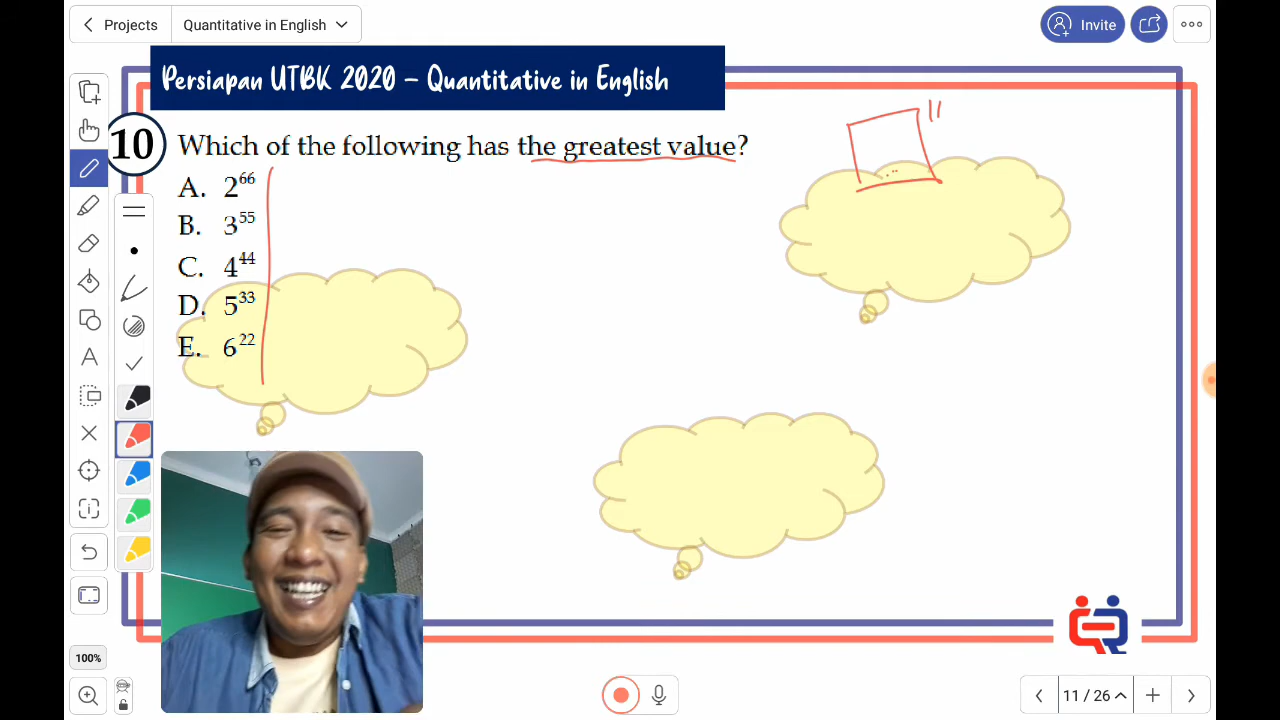 Projects
Quantitative in English
Invite
Persiapan UTBK 2020 – Quantitative in English
10 Which of the following has the greatest value?
11
A. 2^66
B. 3^55
C. 4^44
D. 5^33
E. 6^22
A
100%
11 / 26